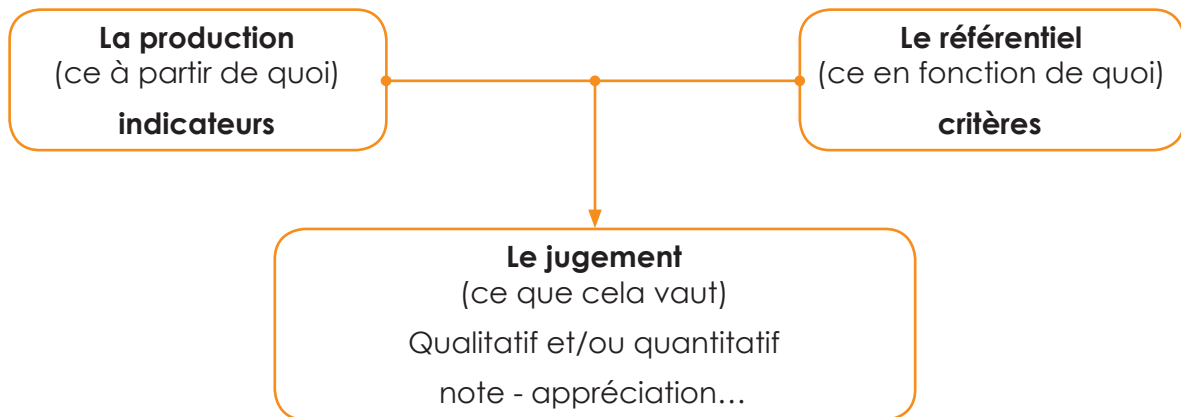 La production
(ce à partir de quoi)
indicateurs
Le référentiel
(ce en fonction de quoi)
critères
Le jugement
(ce que cela vaut)
Qualitatif et/ou quantitatif
note - appréciation…